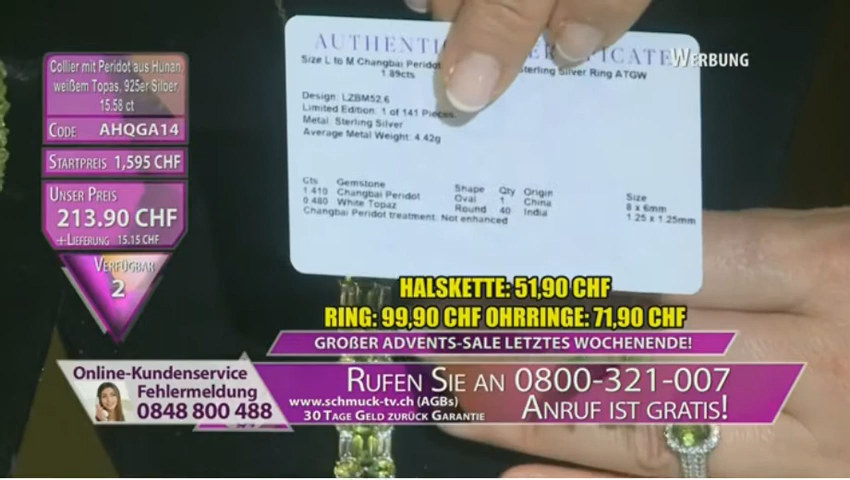 AUTHENTIC CERTIFICATE
WERBUNG
Size L to M Changbai Peridot Sterling Silver Ring ATGW
1.89cts
Design: LZBM52.6
Limited Edition: 1 of 141 Pieces.
Metal: Sterling Silver
Average Metal Weight: 4.42g
Cts Gemstone Shape Qty Origin Size
1.410 Changbai Peridot Oval 1 China 8 x 6mm
0.480 White Topaz Round 40 India 1.25 x 1.25mm
Changbai Peridot treatment: Not enhanced
Collier mit Peridot aus Hunan,
weißem Topas, 925er Silber,
15.58 ct
CODE AHQGA14
STARTPREIS 1,595 CHF
UNSER PREIS
213.90 CHF
+LIEFERUNG 15.15 CHF
VERFÜGBAR
2
HALSKETTE: 51,90 CHF
RING: 99,90 CHF OHRRINGE: 71,90 CHF
GROßER ADVENTS-SALE LETZTES WOCHENENDE!
Online-Kundenservice
Fehlermeldung
0848 800 488
RUFEN SIE AN 0800-321-007
www.schmuck-tv.ch (AGBs)
30 TAGE GELD ZURÜCK GARANTIE
ANRUF IST GRATIS!